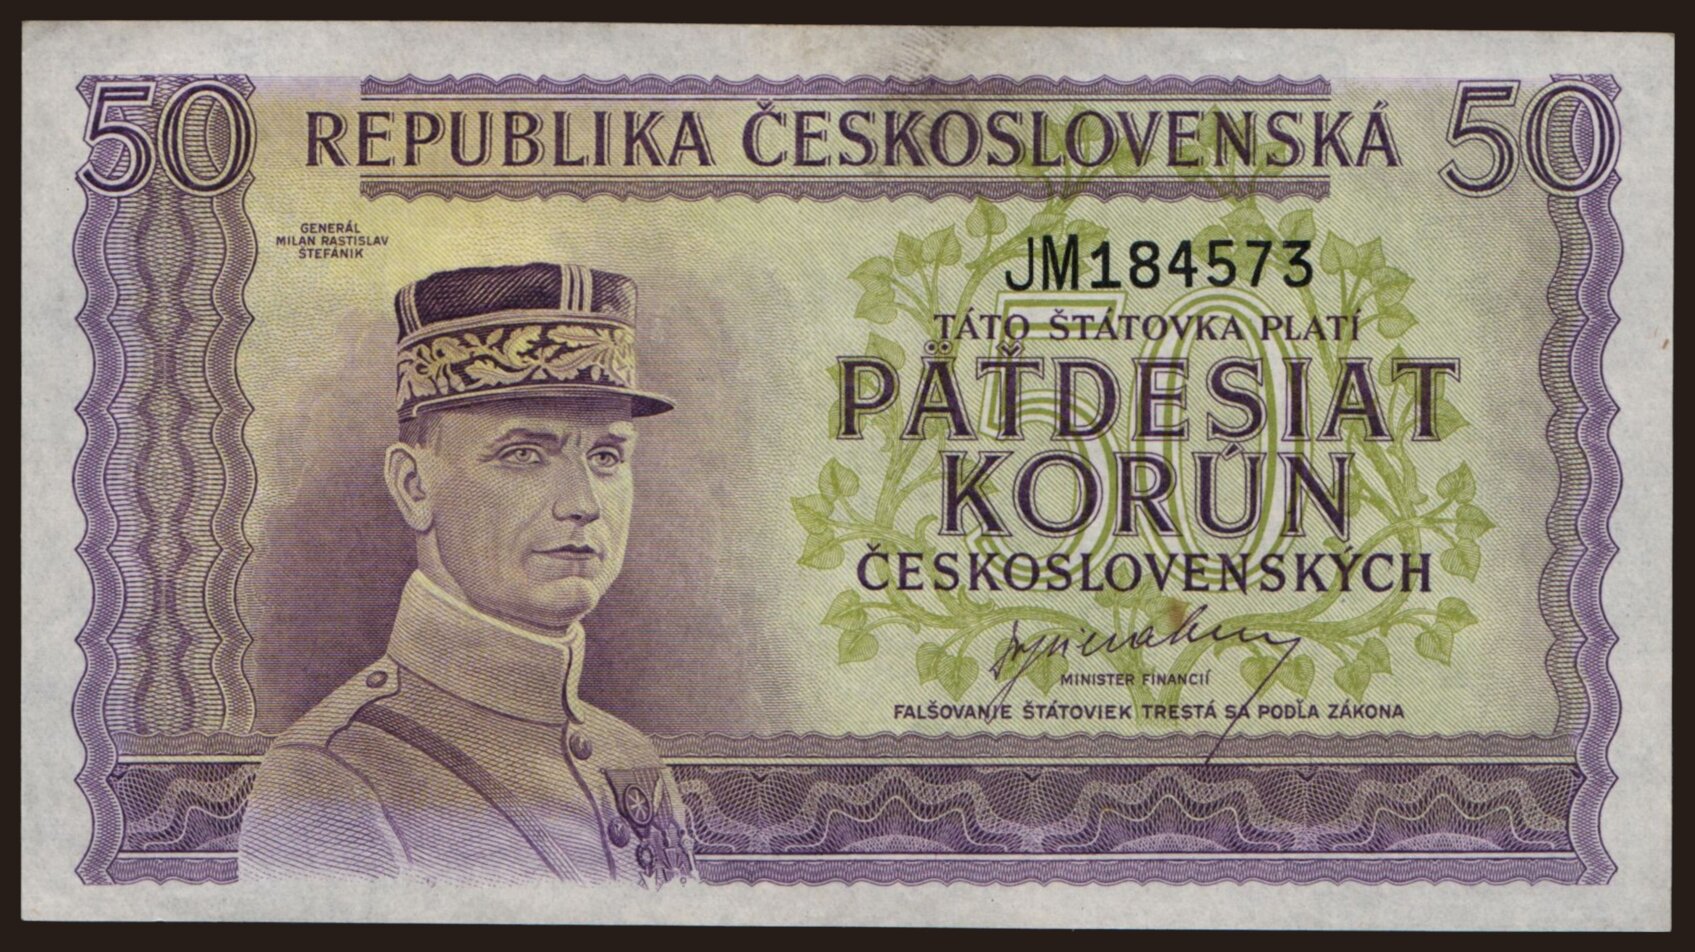 50 REPUBLIKA ČESKOSLOVENSKÁ 50
GENERÁL
MILAN RASTISLAV
ŠTEFÁNIK
JM184573
TÁTO ŠTÁTOVKA PLATÍ
PÄŤDESIAT
KORÚN
50
ČESKOSLOVENSKÝCH
MINISTER FINANCIÍ
FALŠOVANIE ŠTÁTOVIEK TRESTÁ SA PODĽA ZÁKONA